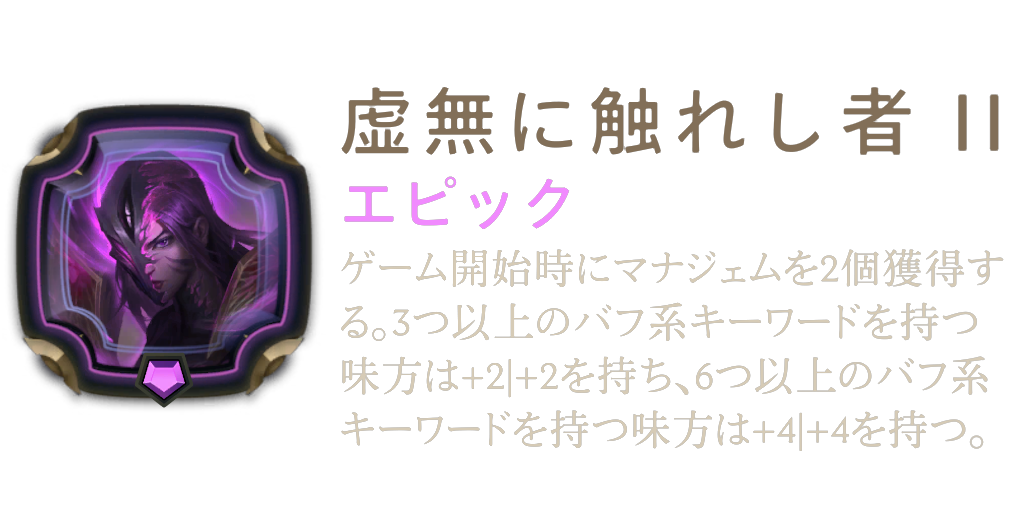 虚無に触れし者 II
エピック
ゲーム開始時にマナジェムを2個獲得す
る。3つ以上のバフ系キーワードを持つ
味方は+2|+2を持ち、6つ以上のバフ系
キーワードを持つ味方は+4|+4を持つ。